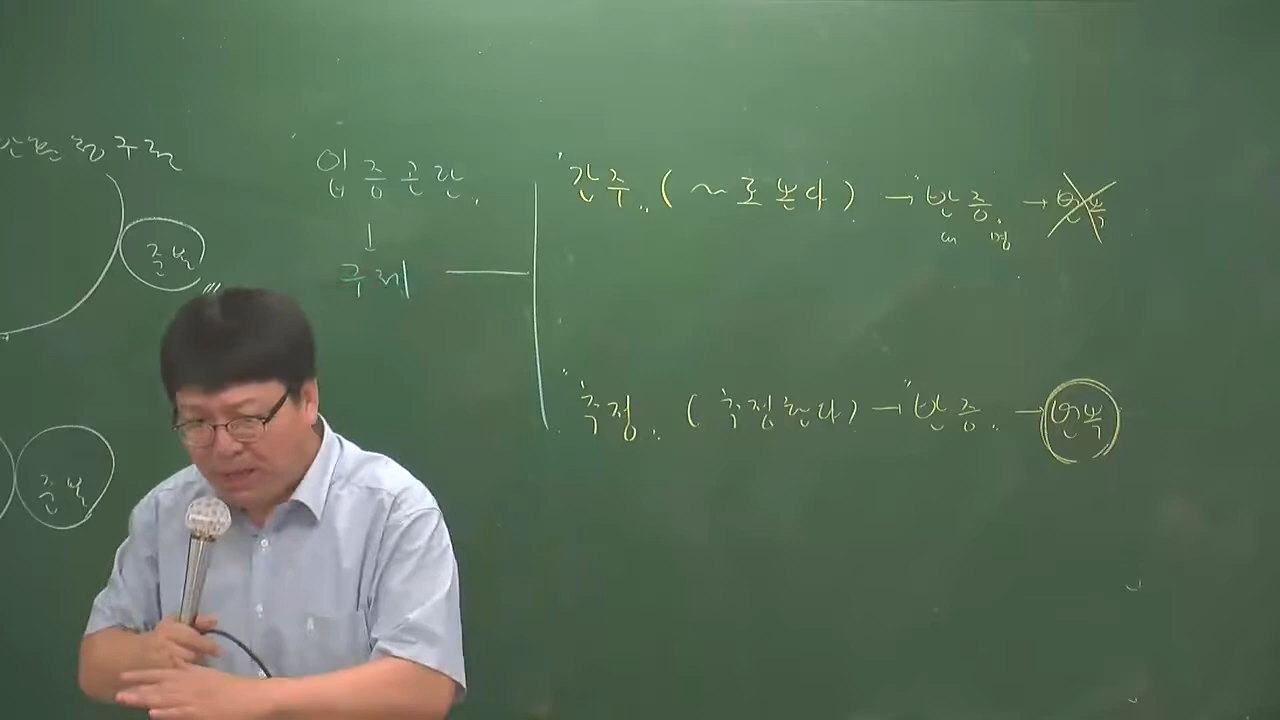 입증곤란
↓
구제
간주 (~로 본다) → 반증 → 번복
추정 (추정한다) → 반증 → 번복
존부
존부